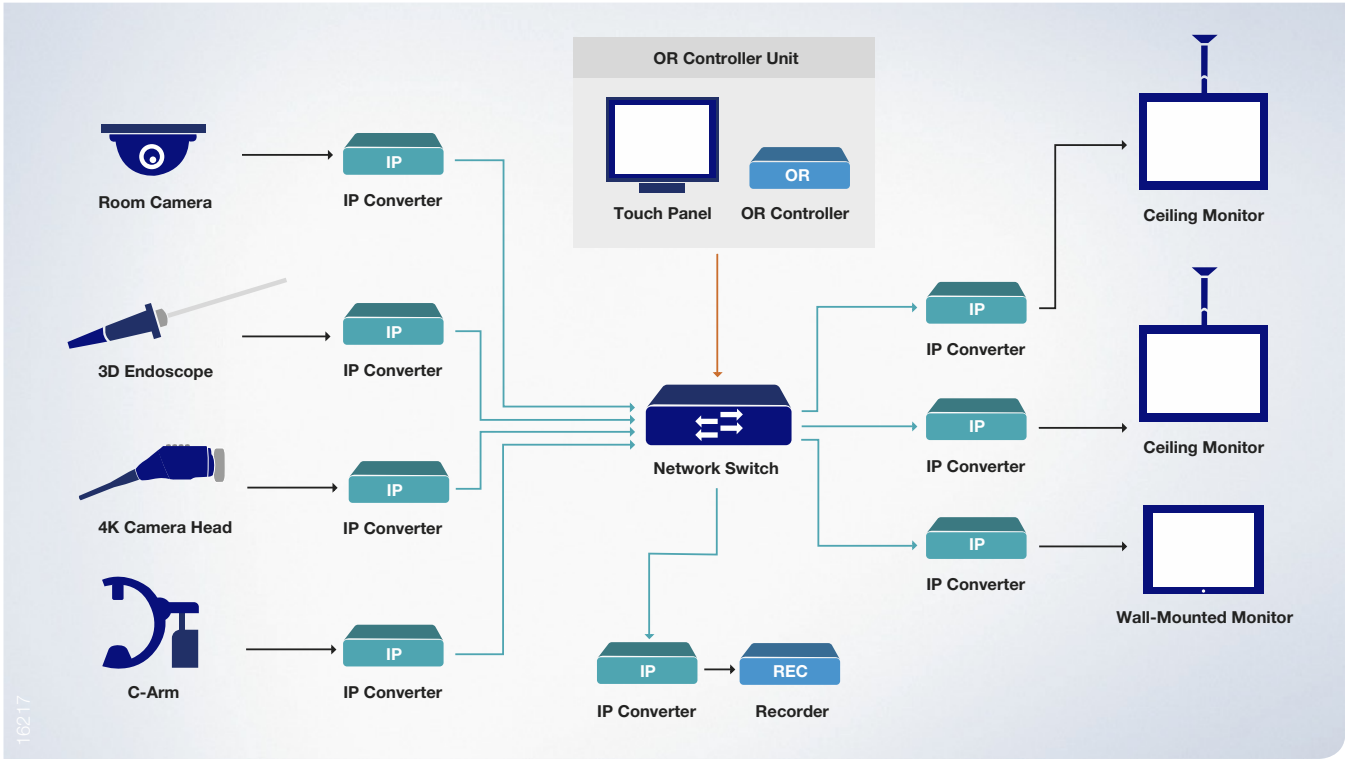 OR Controller Unit
OR
Touch Panel
OR Controller
IP
Room Camera
IP Converter
IP
3D Endoscope
IP Converter
IP
4K Camera Head
IP Converter
IP
C-Arm
IP Converter
Network Switch
IP
IP Converter
REC
Recorder
IP
IP Converter
Ceiling Monitor
IP
IP Converter
Ceiling Monitor
IP
IP Converter
Wall-Mounted Monitor
16217